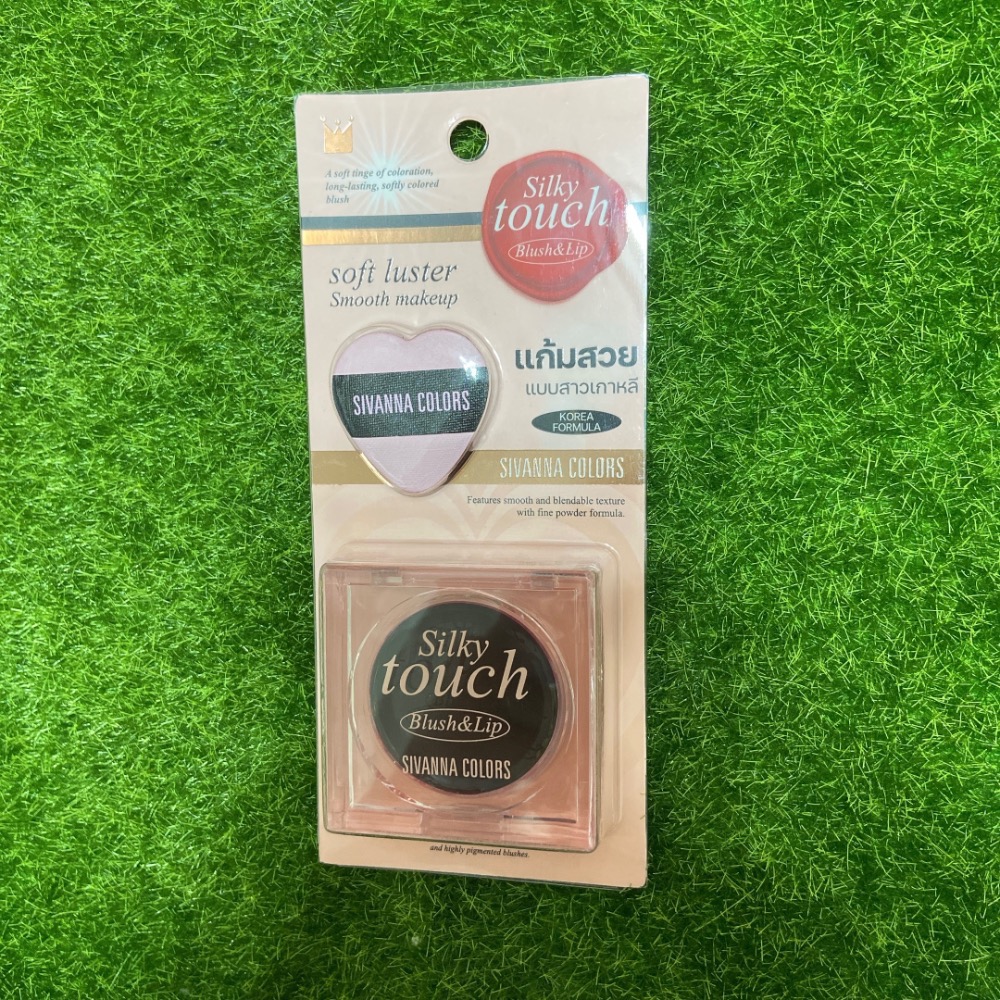 A soft tinge of coloration,
long-lasting, softly colored
blush
Silky
touch
Blush&Lip
soft luster
Smooth makeup
SIVANNA COLORS
แก้มสวย
แบบสาวเกาหลี
KOREA
FORMULA
SIVANNA COLORS
Features smooth and blendable texture
with fine powder formula.
Silky
touch
Blush&Lip
SIVANNA COLORS
and highly pigmented blushes.